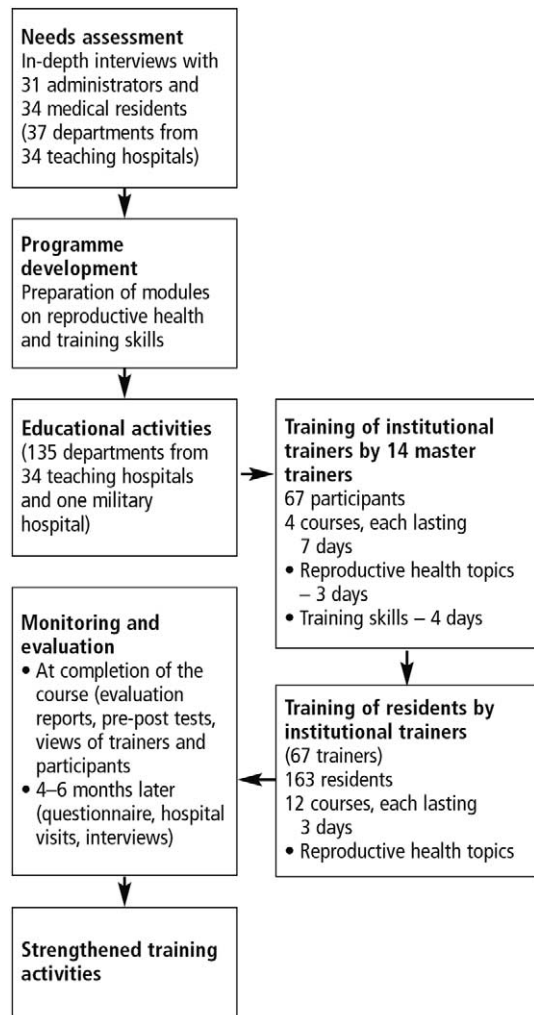 Needs assessment
In-depth interviews with
31 administrators and
34 medical residents
(37 departments from
34 teaching hospitals)
Programme
development
Preparation of modules
on reproductive health
and training skills
Educational activities
(135 departments from
34 teaching hospitals
and one military
hospital)
Training of institutional
trainers by 14 master
trainers
67 participants
4 courses, each lasting
7 days
• Reproductive health topics
– 3 days
• Training skills – 4 days
Training of residents by
institutional trainers
(67 trainers)
163 residents
12 courses, each lasting
3 days
• Reproductive health topics
Monitoring and
evaluation
• At completion of the
course (evaluation
reports, pre-post tests,
views of trainers and
participants
• 4–6 months later
(questionnaire, hospital
visits, interviews)
Strengthened training
activities